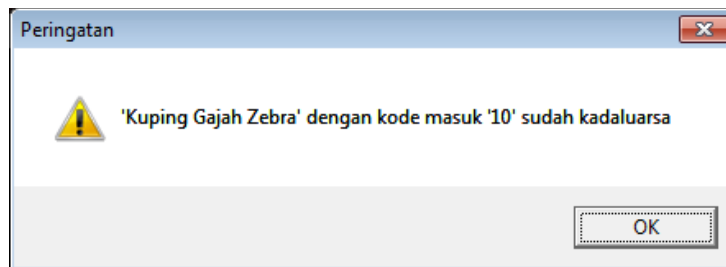 Peringatan
'Kuping Gajah Zebra' dengan kode masuk '10' sudah kadaluarsa
OK